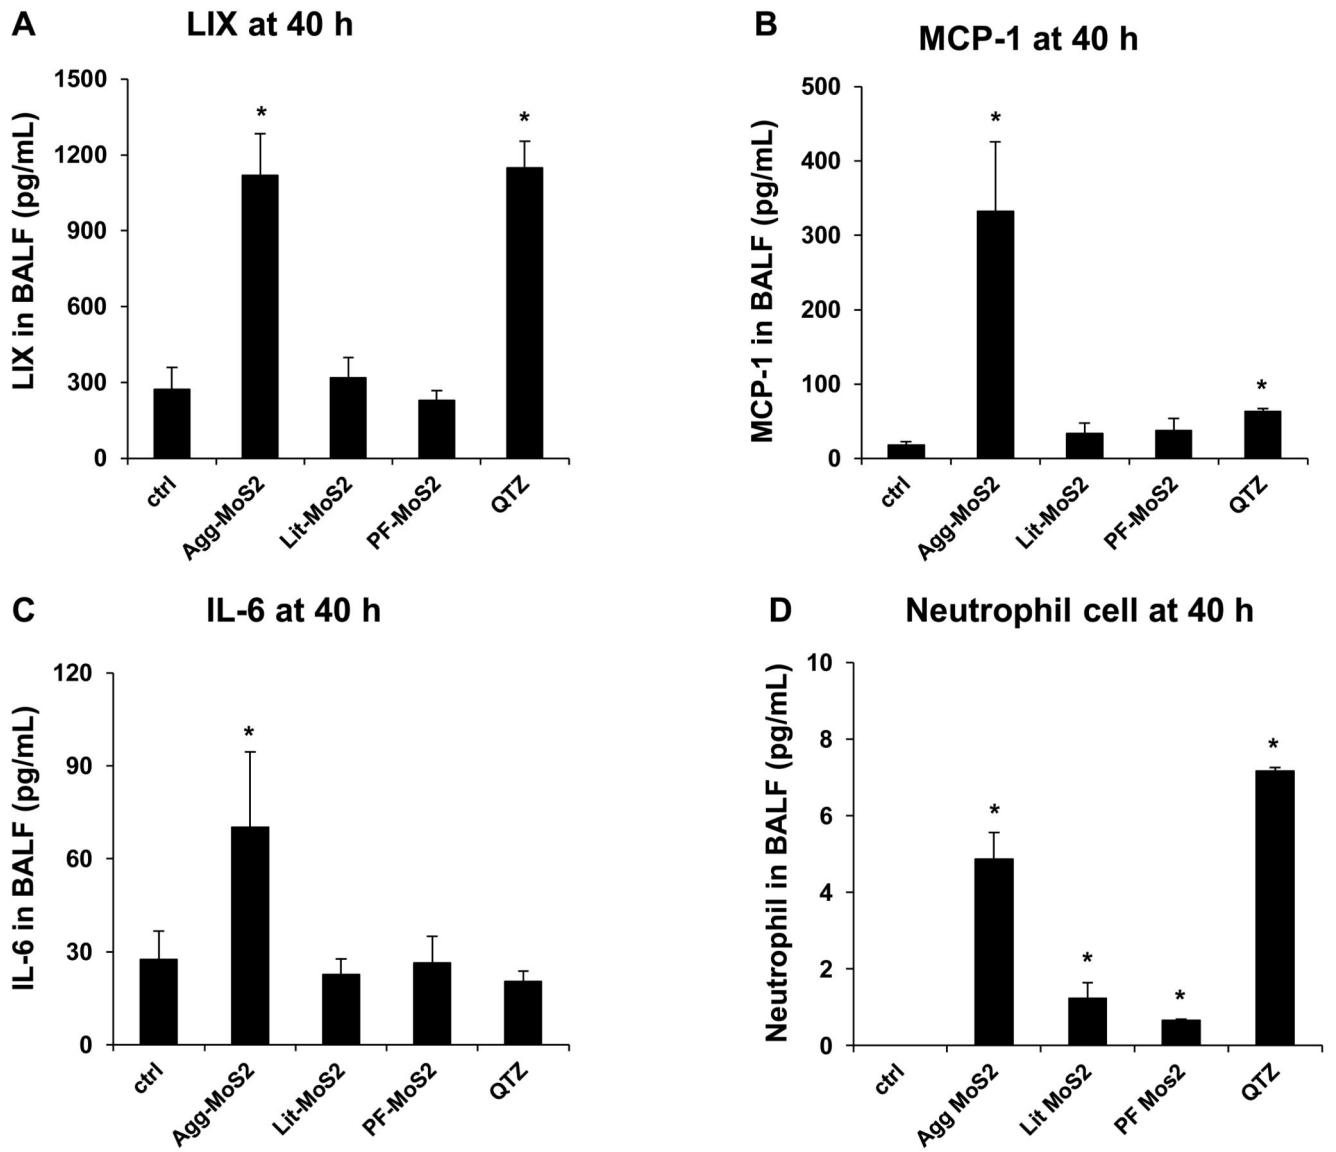 A
LIX at 40 h
LIX in BALF (pg/mL)
1500
1200
900
600
300
0
*
*
ctrl
Agg-MoS2
Lit-MoS2
PF-MoS2
QTZ
B
MCP-1 at 40 h
MCP-1 in BALF (pg/mL)
500
400
300
200
100
0
*
*
ctrl
Agg-MoS2
Lit-MoS2
PF-MoS2
QTZ
C
IL-6 at 40 h
IL-6 in BALF (pg/mL)
120
90
60
30
0
*
ctrl
Agg-MoS2
Lit-MoS2
PF-MoS2
QTZ
D
Neutrophil cell at 40 h
Neutrophil in BALF (pg/mL)
10
8
6
4
2
0
*
*
*
*
ctrl
Agg MoS2
Lit MoS2
PF Mos2
QTZ